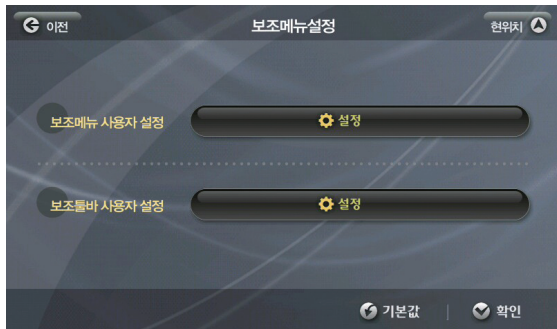 이전
보조메뉴설정
현위치
보조메뉴 사용자 설정
설정
보조툴바 사용자 설정
설정
기본값
확인